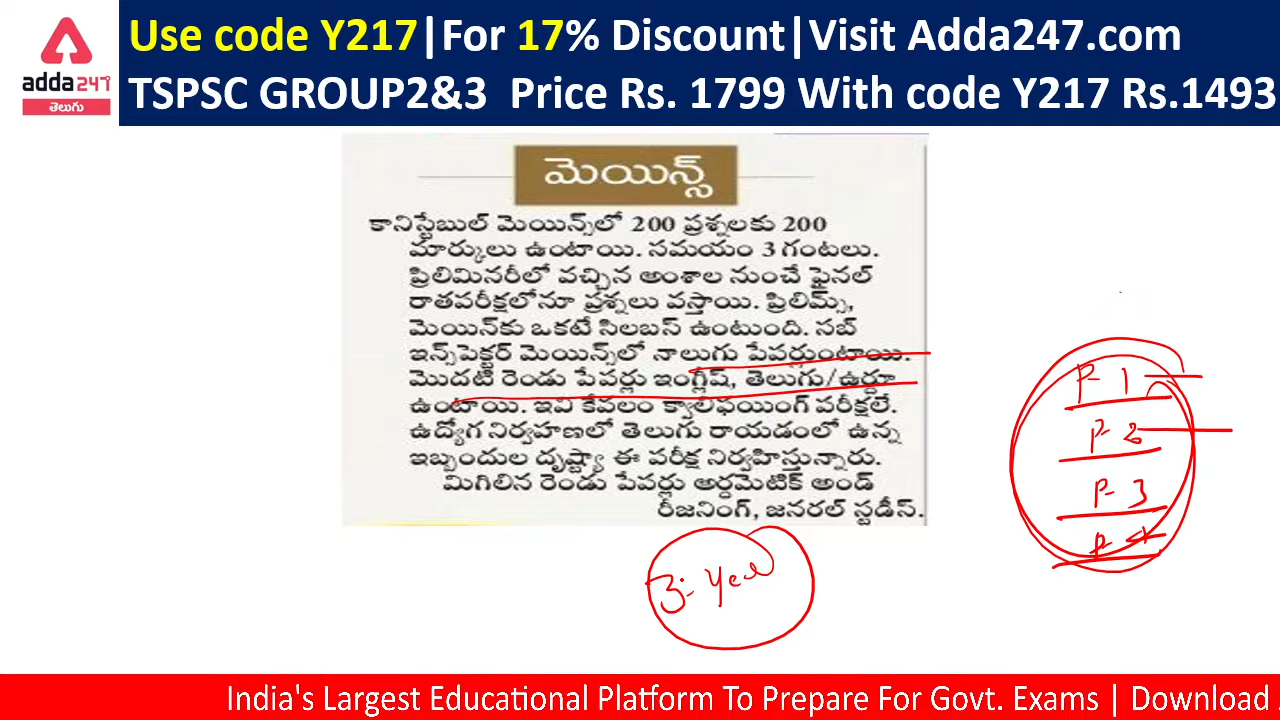 adda247
తెలుగు
Use code Y217|For 17% Discount|Visit Adda247.com
TSPSC GROUP2&3 Price Rs. 1799 With code Y217 Rs.1493
మెయిన్స్
కానిస్టేబుల్ మెయిన్స్‌లో 200 ప్రశ్నలకు 200
మార్కులు ఉంటాయి. సమయం 3 గంటలు.
ప్రిలిమినరీలో వచ్చిన అంశాల నుంచే ఫైనల్
రాతపరీక్షలోనూ ప్రశ్నలు వస్తాయి. ప్రిలిమ్స్,
మెయిన్‌కు ఒకటే సిలబస్ ఉంటుంది. సబ్
ఇన్‌స్పెక్టర్ మెయిన్స్‌లో నాలుగు పేపర్లుంటాయి.
మొదటి రెండు పేపర్లు ఇంగ్లీష్, తెలుగు/ఉర్దూ
ఉంటాయి. ఇవి కేవలం క్వాలిఫయింగ్ పరీక్షలే.
ఉద్యోగ నిర్వహణలో తెలుగు రాయడంలో ఉన్న
ఇబ్బందుల దృష్ట్యా ఈ పరీక్ష నిర్వహిస్తున్నారు.
మిగిలిన రెండు పేపర్లు అర్థమెటిక్ అండ్
రీజనింగ్, జనరల్ స్టడీస్.
P- 1
P- 2
P- 3
P- 4
India's Largest Educational Platform To Prepare For Govt. Exams | Download